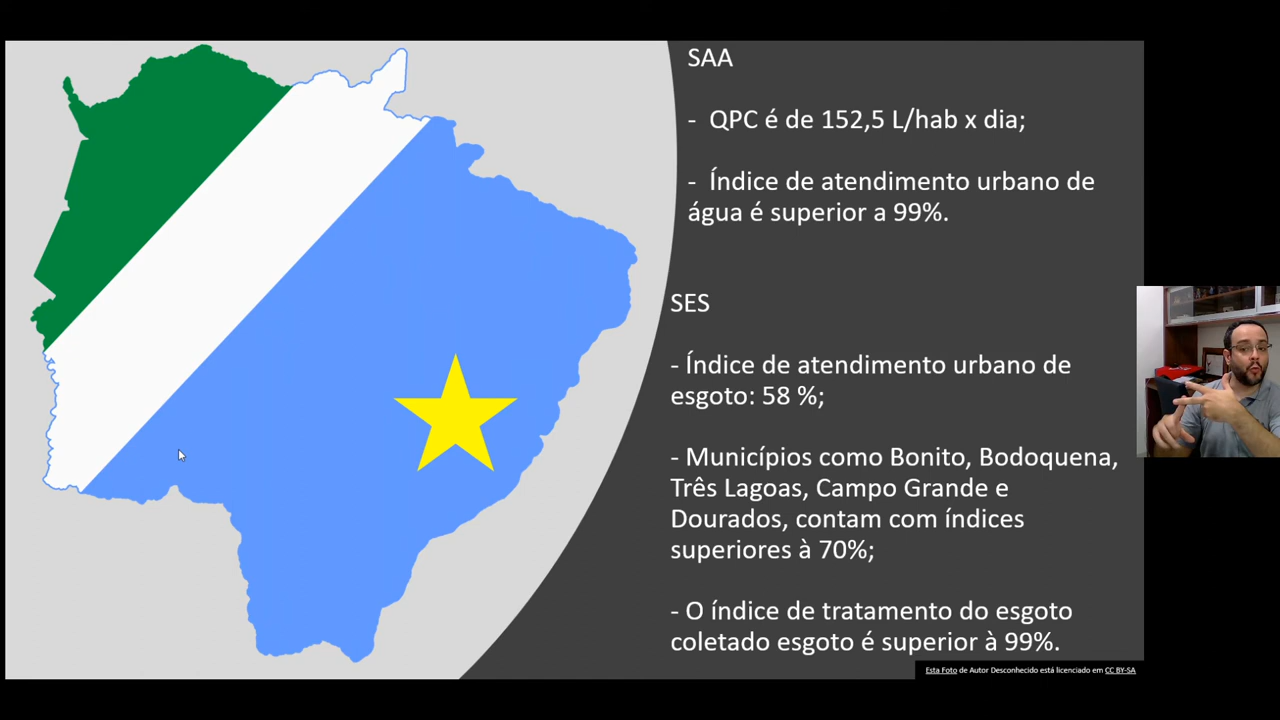 SAA
- QPC é de 152,5 L/hab x dia;
- Índice de atendimento urbano de
água é superior a 99%.
SES
- Índice de atendimento urbano de
esgoto: 58 %;
- Municípios como Bonito, Bodoquena,
Três Lagoas, Campo Grande e
Dourados, contam com índices
superiores à 70%;
- O índice de tratamento do esgoto
coletado esgoto é superior à 99%.
Esta Foto de Autor Desconhecido está licenciado em CC BY-SA